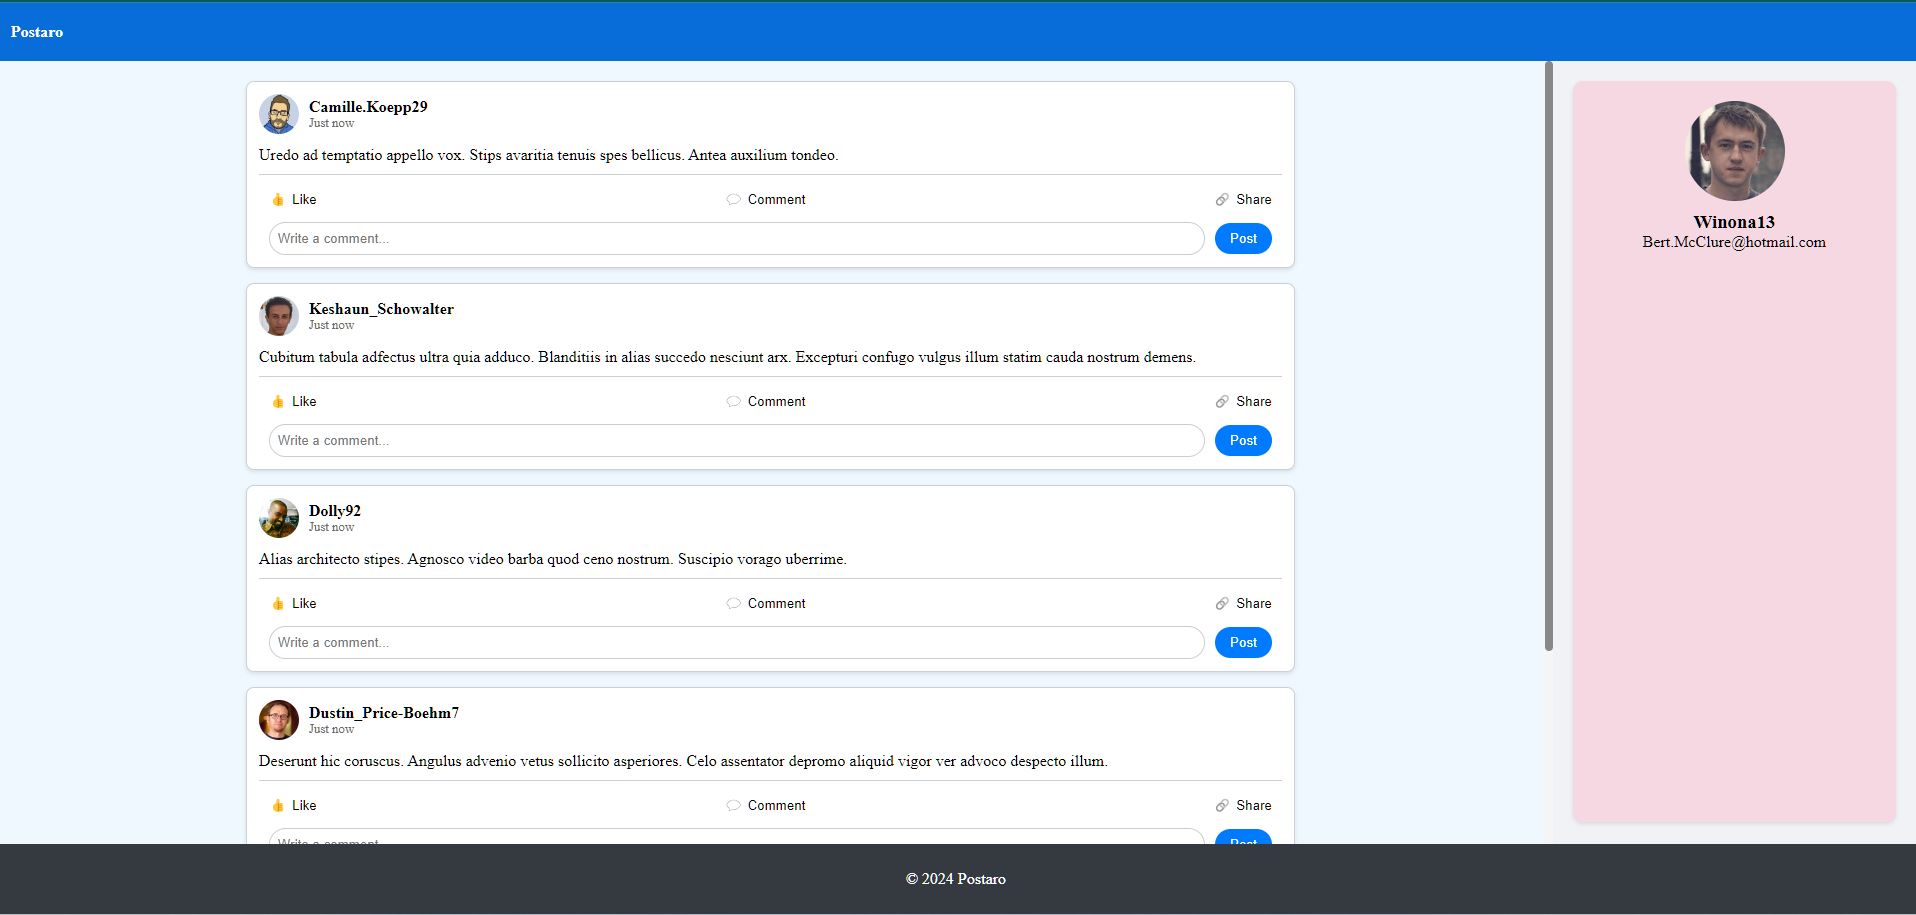 Postaro
Camille.Koepp29
Just now
Uredo ad temptatio appello vox. Stips avaritia tenuis spes bellicus. Antea auxilium tondeo.
Like Comment Share
Write a comment... Post
Keshaun_Schowalter
Just now
Cubitum tabula adfectus ultra quia adduco. Blanditiis in alias succedo nesciunt arx. Excepturi confugo vulgus illum statim cauda nostrum demens.
Like Comment Share
Write a comment... Post
Dolly92
Just now
Alias architecto stipes. Agnosco video barba quod ceno nostrum. Suscipio vorago uberrime.
Like Comment Share
Write a comment... Post
Dustin_Price-Boehm7
Just now
Deserunt hic coruscus. Angulus advenio vetus sollicito asperiores. Celo assentator depromo aliquid vigor ver advoco despecto illum.
Like Comment Share
Write a comment... Post
Winona13
Bert.McClure@hotmail.com
© 2024 Postaro